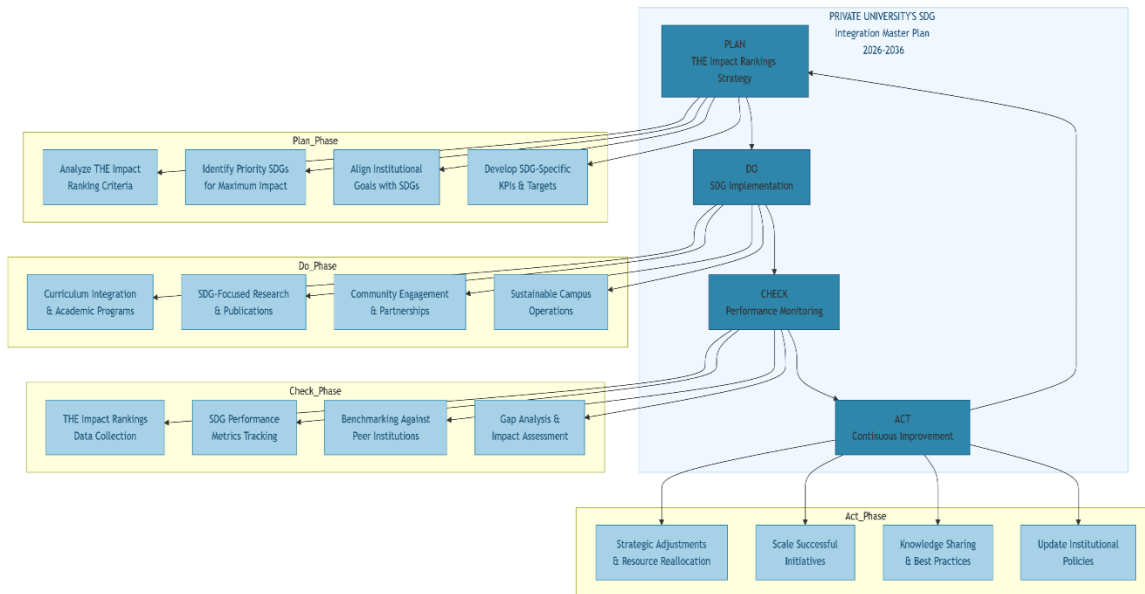 PRIVATE UNIVERSITY'S SDG
Integration Master Plan
2026-2036
PLAN
THE Impact Rankings
Strategy
Plan_Phase
Analyze THE Impact
Ranking Criteria
Identify Priority SDGs
for Maximum Impact
Align Institutional
Goals with SDGs
Develop SDG-Specific
KPIs & Targets
DO
SDG Implementation
Do_Phase
Curriculum Integration
& Academic Programs
SDG-Focused Research
& Publications
Community Engagement
& Partnerships
Sustainable Campus
Operations
CHECK
Performance Monitoring
Check_Phase
THE Impact Rankings
Data Collection
SDG Performance
Metrics Tracking
Benchmarking Against
Peer Institutions
Gap Analysis &
Impact Assessment
ACT
Continuous Improvement
Act_Phase
Strategic Adjustments
& Resource Reallocation
Scale Successful
Initiatives
Knowledge Sharing
& Best Practices
Update Institutional
Policies